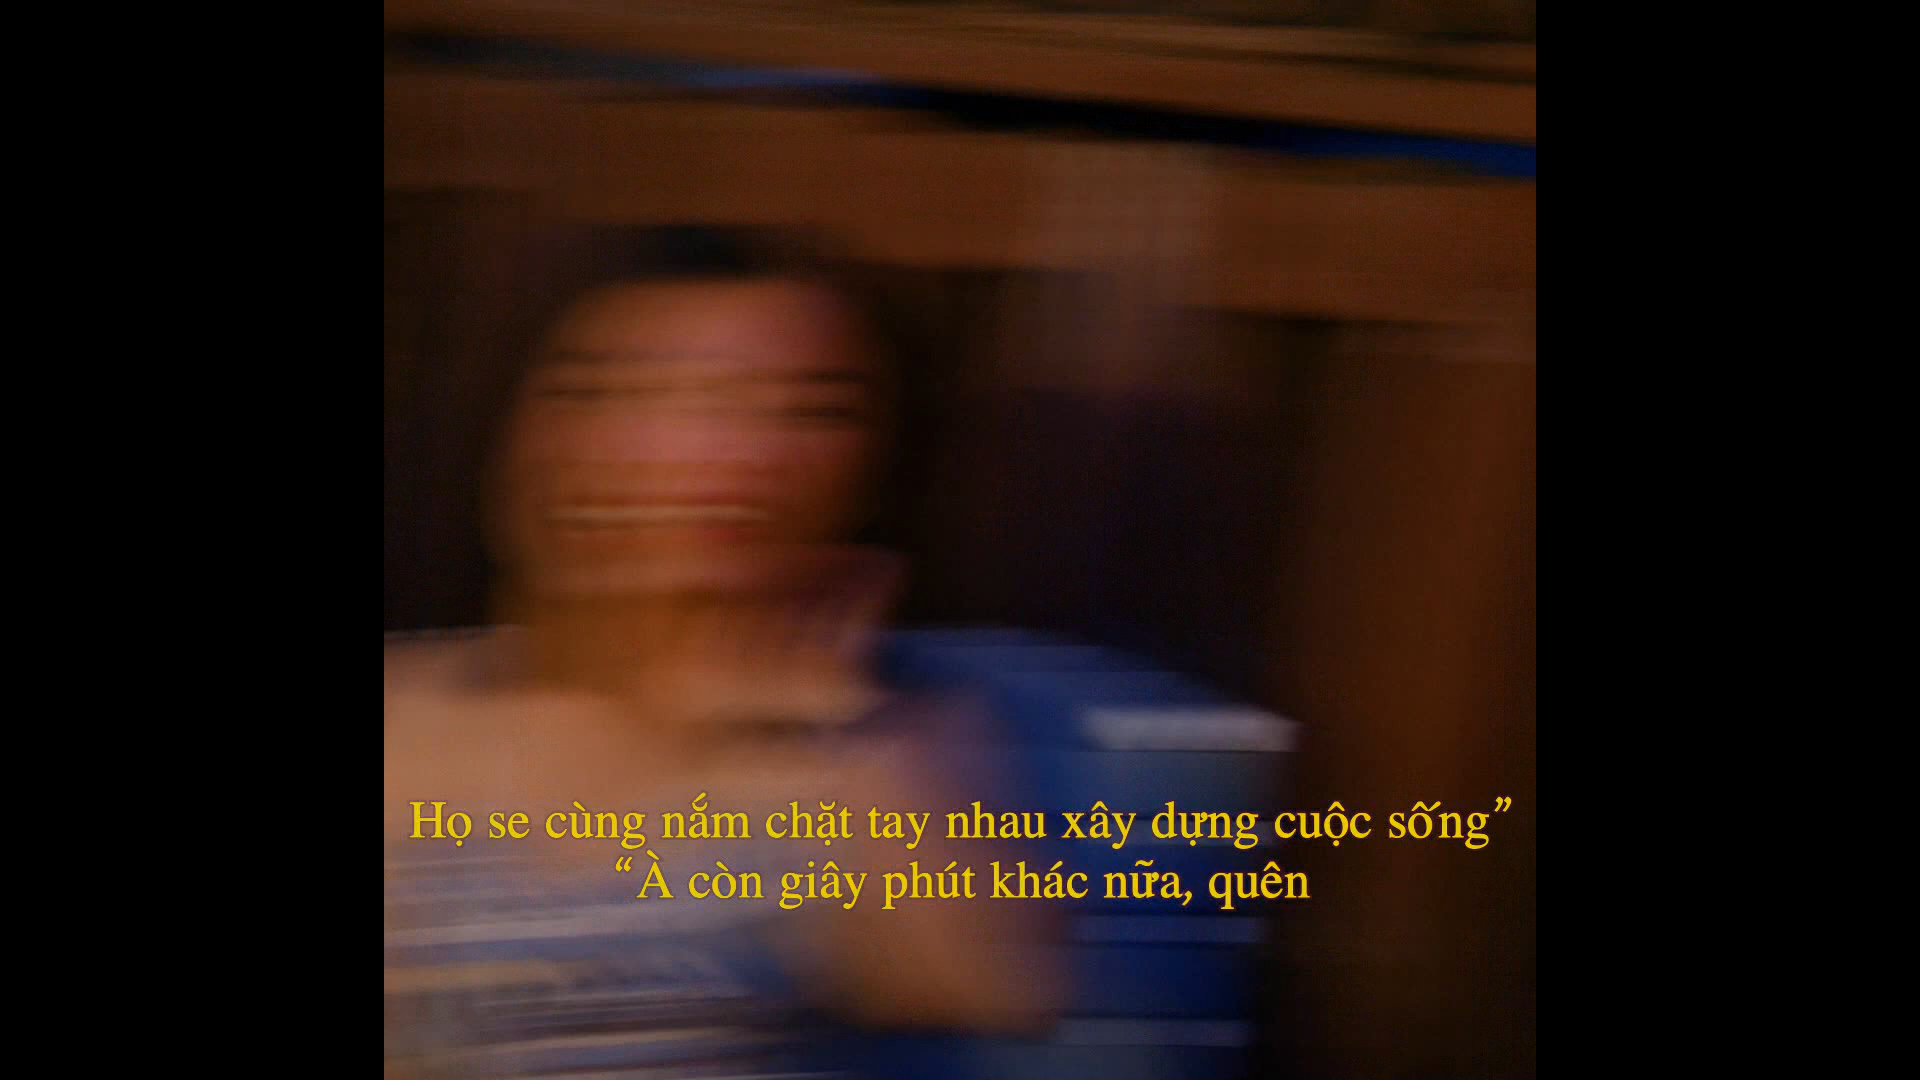 Họ se cùng nắm chặt tay nhau xây dựng cuộc sống”
“À còn giây phút khác nữa, quên